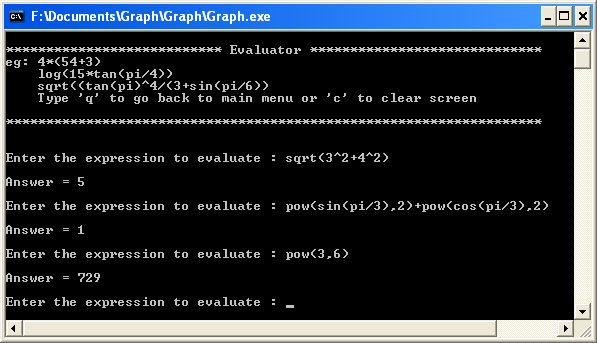 F:\Documents\Graph\Graph\Graph.exe
*************************** Evaluator *****************************
eg: 4*(54+3)
log(15*tan(pi/4))
sqrt((tan(pi)^4/(3+sin(pi/6))
Type 'q' to go back to main menu or 'c' to clear screen
*******************************************************************
Enter the expression to evaluate : sqrt(3^2+4^2)
Answer = 5
Enter the expression to evaluate : pow(sin(pi/3),2)+pow(cos(pi/3),2)
Answer = 1
Enter the expression to evaluate : pow(3,6)
Answer = 729
Enter the expression to evaluate : _